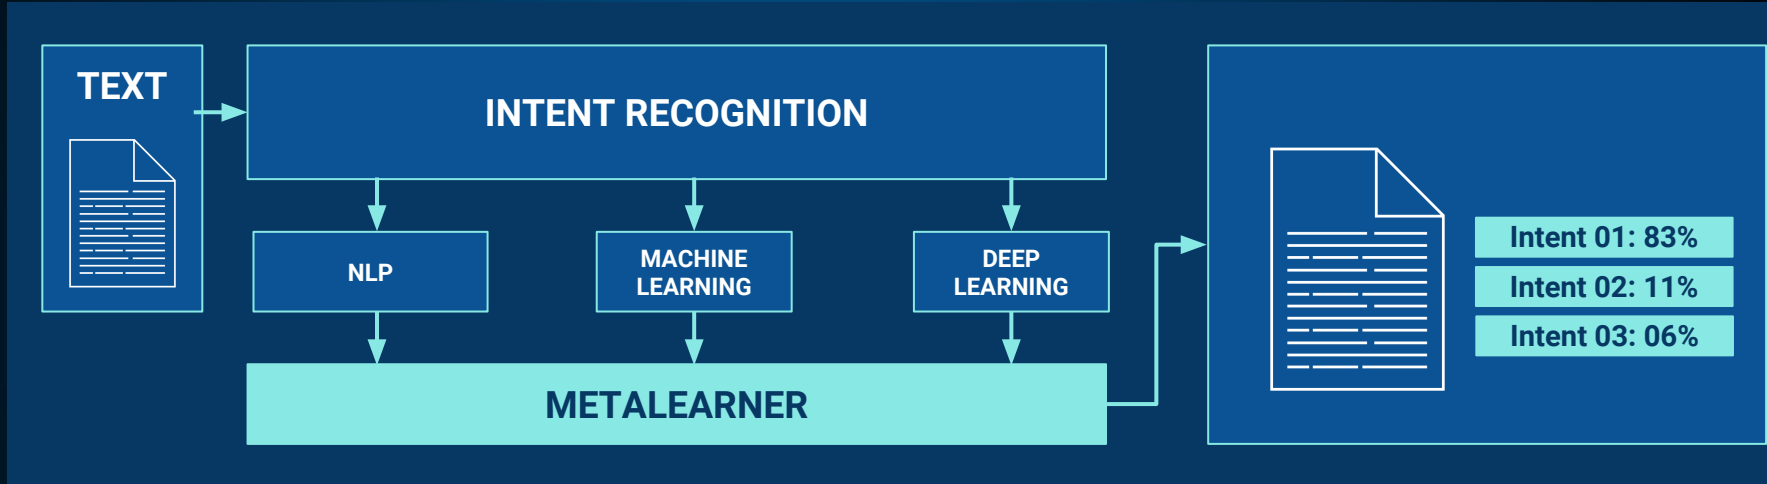 TEXT
INTENT RECOGNITION
NLP
MACHINE
LEARNING
DEEP
LEARNING
METALEARNER
Intent 01: 83%
Intent 02: 11%
Intent 03: 06%